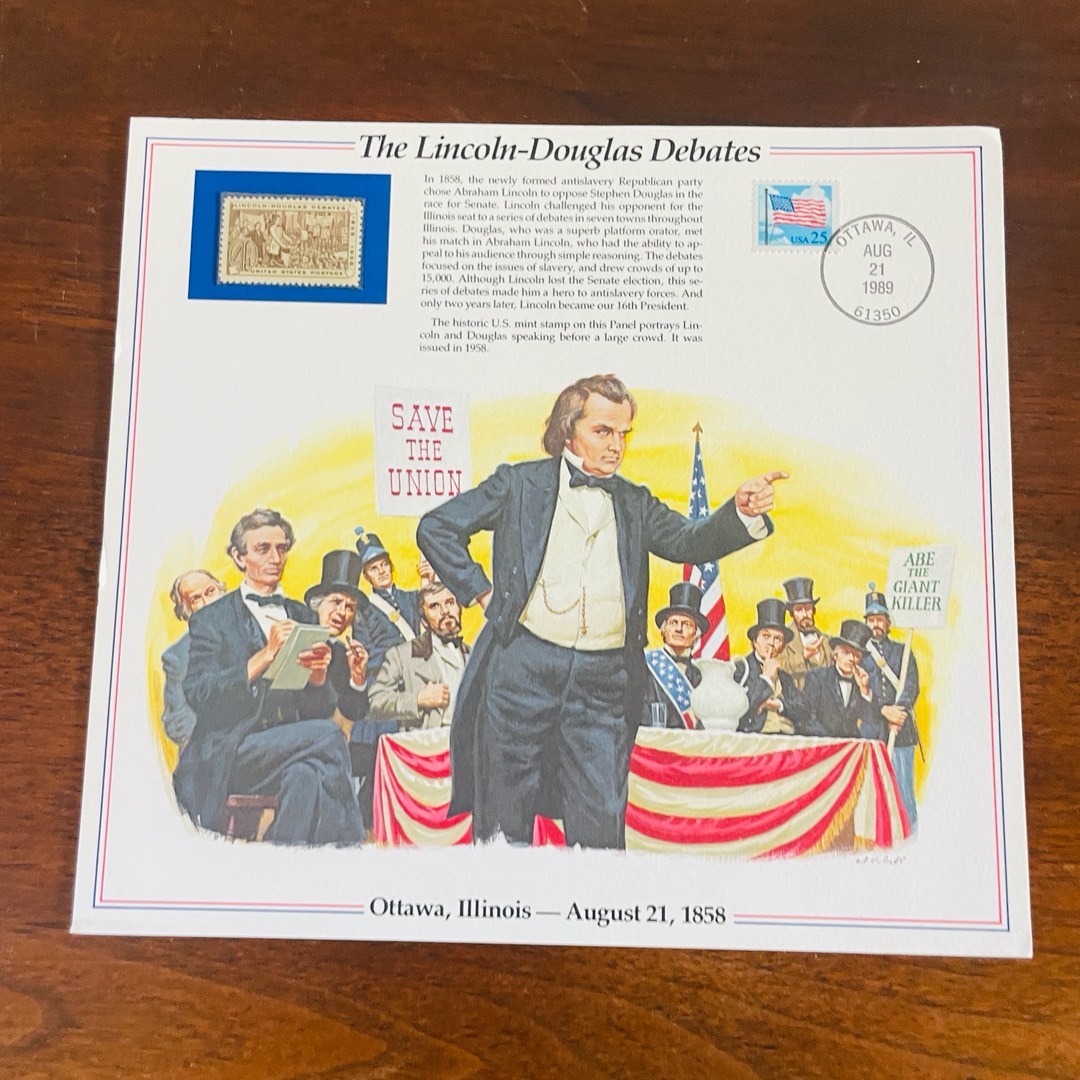 The Lincoln-Douglas Debates
LINCOLN-DOUGLAS DEBATES
1858-1958
UNITED STATES POSTAGE
In 1858, the newly formed antislavery Republican party
chose Abraham Lincoln to oppose Stephen Douglas in the
race for Senate. Lincoln challenged his opponent for the
Illinois seat to a series of debates in seven towns throughout
Illinois. Douglas, who was a superb platform orator, met
his match in Abraham Lincoln, who had the ability to ap-
peal to his audience through simple reasoning. The debates
focused on the issues of slavery, and drew crowds of up to
15,000. Although Lincoln lost the Senate election, this se-
ries of debates made him a hero to antislavery forces. And
only two years later, Lincoln became our 16th President.
The historic U.S. mint stamp on this Panel portrays Lin-
coln and Douglas speaking before a large crowd. It was
issued in 1958.
USA 25
OTTAWA, IL
AUG
21
1989
61350
SAVE
THE
UNION
ABE
THE
GIANT
KILLER
Ottawa, Illinois — August 21, 1858